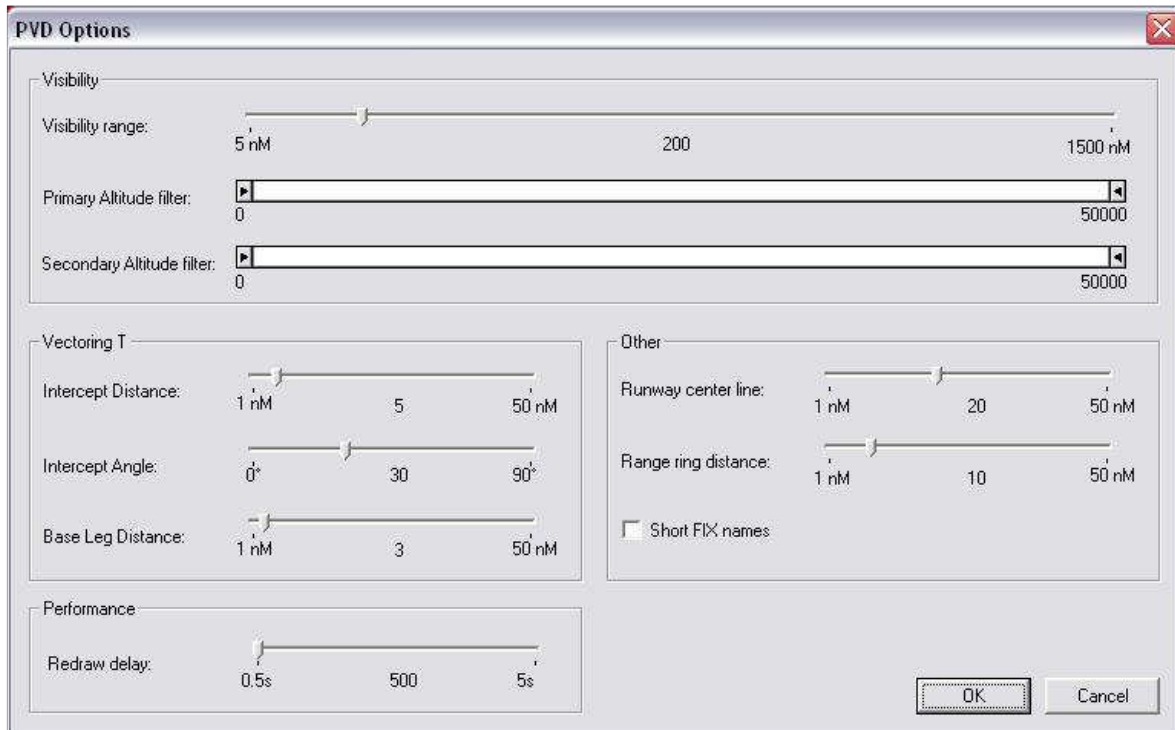 PVD Options
Visibility
Visibility range:
5 nM 200 1500 nM
Primary Altitude filter:
0 50000
Secondary Altitude filter:
0 50000
Vectoring T
Intercept Distance:
1 nM 5 50 nM
Intercept Angle:
0° 30 90°
Base Leg Distance:
1 nM 3 50 nM
Other
Runway center line:
1 nM 20 50 nM
Range ring distance:
1 nM 10 50 nM
Short FIX names
Performance
Redraw delay:
0.5s 500 5s
OK Cancel